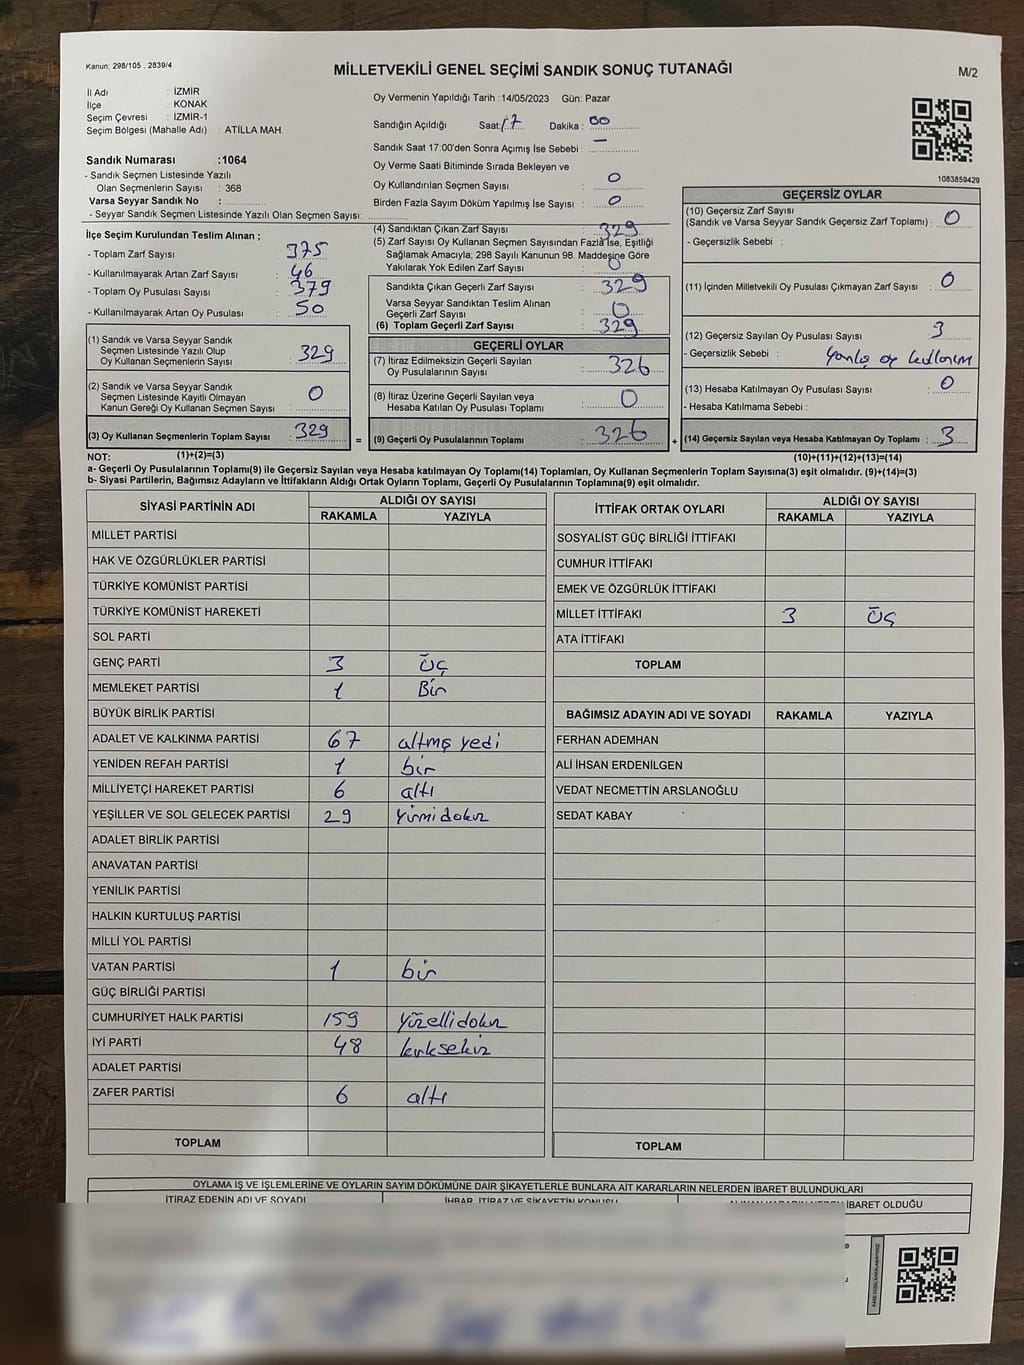 Kanun: 298/105 , 2839/4
MİLLETVEKİLİ GENEL SEÇİMİ SANDIK SONUÇ TUTANAĞI
M/2
İl Adı : İZMİR
İlçe : KONAK
Seçim Çevresi : İZMİR-1
Seçim Bölgesi (Mahalle Adı) : ATİLLA MAH.
Sandık Numarası :1064
- Sandık Seçmen Listesinde Yazılı
Olan Seçmenlerin Sayısı : 368
Varsa Seyyar Sandık No :
- Seyyar Sandık Seçmen Listesinde Yazılı Olan Seçmen Sayısı:
Oy Vermenin Yapıldığı Tarih :14/05/2023 Gün: Pazar
Sandığın Açıldığı Saat: 17 Dakika : 00
Sandık Saat 17:00'den Sonra Açımış İse Sebebi : –
Oy Verme Saati Bitiminde Sırada Bekleyen ve
Oy Kullandırılan Seçmen Sayısı : 0
Birden Fazla Sayım Döküm Yapılmış İse Sayısı : 0
1083859429
İlçe Seçim Kurulundan Teslim Alınan ;
- Toplam Zarf Sayısı : 375
- Kullanılmayarak Artan Zarf Sayısı : 46
- Toplam Oy Pusulası Sayısı : 379
- Kullanılmayarak Artan Oy Pusulası : 50
(1) Sandık ve Varsa Seyyar Sandık
Seçmen Listesinde Yazılı Olup
Oy Kullanan Seçmenlerin Sayısı : 329
(2) Sandık ve Varsa Seyyar Sandık
Seçmen Listesinde Kayıtlı Olmayan
Kanun Gereği Oy Kullanan Seçmen Sayısı : 0
(3) Oy Kullanan Seçmenlerin Toplam Sayısı : 329
(4) Sandıktan Çıkan Zarf Sayısı : 329
(5) Zarf Sayısı Oy Kullanan Seçmen Sayısından Fazla İse, Eşitliği
Sağlamak Amacıyla; 298 Sayılı Kanunun 98. Maddesine Göre
Yakılarak Yok Edilen Zarf Sayısı : 0
Sandıkta Çıkan Geçerli Zarf Sayısı : 329
Varsa Seyyar Sandıktan Teslim Alınan
Geçerli Zarf Sayısı : 0
(6) Toplam Geçerli Zarf Sayısı : 329
GEÇERLİ OYLAR
(7) İtiraz Edilmeksizin Geçerli Sayılan
Oy Pusulalarının Sayısı : 326
(8) İtiraz Üzerine Geçerli Sayılan veya
Hesaba Katılan Oy Pusulası Toplamı : 0
= (9) Geçerli Oy Pusulalarının Toplamı : 326
GEÇERSİZ OYLAR
(10) Geçersiz Zarf Sayısı
(Sandık ve Varsa Seyyar Sandık Geçersiz Zarf Toplamı) : 0
- Geçersizlik Sebebi :
(11) İçinden Milletvekili Oy Pusulası Çıkmayan Zarf Sayısı : 0
(12) Geçersiz Sayılan Oy Pusulası Sayısı : 3
- Geçersizlik Sebebi : Yanlış oy kullanım
(13) Hesaba Katılmayan Oy Pusulası Sayısı : 0
- Hesaba Katılmama Sebebi :
+ (14) Geçersiz Sayılan veya Hesaba Katılmayan Oy Toplamı : 3
NOT: (1)+(2)=(3)
(10)+(11)+(12)+(13)=(14)
a- Geçerli Oy Pusulalarının Toplamı(9) ile Geçersiz Sayılan veya Hesaba katılmayan Oy Toplamı(14) Toplamları, Oy Kullanan Seçmenlerin Toplam Sayısına(3) eşit olmalıdır. (9)+(14)=(3)
b- Siyasi Partilerin, Bağımsız Adayların ve İttifakların Aldığı Ortak Oyların Toplamı, Geçerli Oy Pusulalarının Toplamına(9) eşit olmalıdır.
SİYASİ PARTİNİN ADI
ALDIĞI OY SAYISI
RAKAMLA YAZIYLA
MİLLET PARTİSİ
HAK VE ÖZGÜRLÜKLER PARTİSİ
TÜRKİYE KOMÜNİST PARTİSİ
TÜRKİYE KOMÜNİST HAREKETİ
SOL PARTİ
GENÇ PARTİ 3 Üç
MEMLEKET PARTİSİ 1 Bir
BÜYÜK BİRLİK PARTİSİ
ADALET VE KALKINMA PARTİSİ 67 altmış yedi
YENİDEN REFAH PARTİSİ 1 bir
MİLLİYETÇİ HAREKET PARTİSİ 6 altı
YEŞİLLER VE SOL GELECEK PARTİSİ 29 Yirmi dokuz
ADALET BİRLİK PARTİSİ
ANAVATAN PARTİSİ
YENİLİK PARTİSİ
HALKIN KURTULUŞ PARTİSİ
MİLLİ YOL PARTİSİ
VATAN PARTİSİ 1 bir
GÜÇ BİRLİĞİ PARTİSİ
CUMHURİYET HALK PARTİSİ 159 Yüzellidokuz
İYİ PARTİ 48 kırksekiz
ADALET PARTİSİ
ZAFER PARTİSİ 6 altı
TOPLAM
İTTİFAK ORTAK OYLARI
ALDIĞI OY SAYISI
RAKAMLA YAZIYLA
SOSYALİST GÜÇ BİRLİĞİ İTTİFAKI
CUMHUR İTTİFAKI
EMEK VE ÖZGÜRLÜK İTTİFAKI
MİLLET İTTİFAKI 3 Üç
ATA İTTİFAKI
TOPLAM
BAĞIMSIZ ADAYIN ADI VE SOYADI RAKAMLA YAZIYLA
FERHAN ADEMHAN
ALİ İHSAN ERDENİLGEN
VEDAT NECMETTİN ARSLANOĞLU
SEDAT KABAY
TOPLAM
OYLAMA İŞ VE İŞLEMLERİNE VE OYLARIN SAYIM DÖKÜMÜNE DAİR ŞİKAYETLERLE BUNLARA AİT KARARLARIN NELERDEN İBARET BULUNDUKLARI
İTİRAZ EDENİN ADI VE SOYADI İHBAR, İTİRAZ VE ŞİKAYETİN KONUSU İBARET OLDUĞU